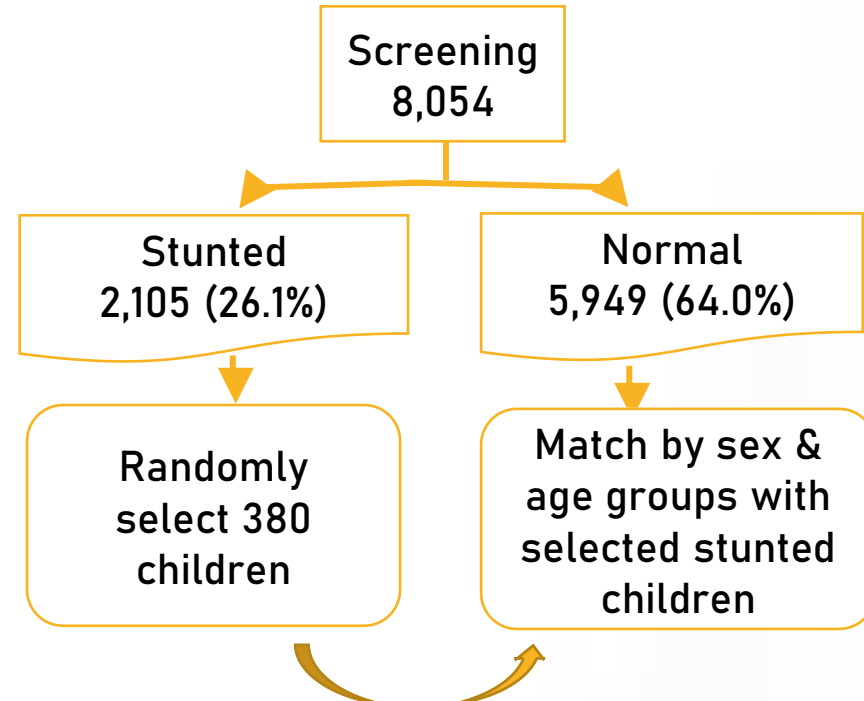 Screening
8,054
Stunted
2,105 (26.1%)
Normal
5,949 (64.0%)
Randomly
select 380
children
Match by sex &
age groups with
selected stunted
children